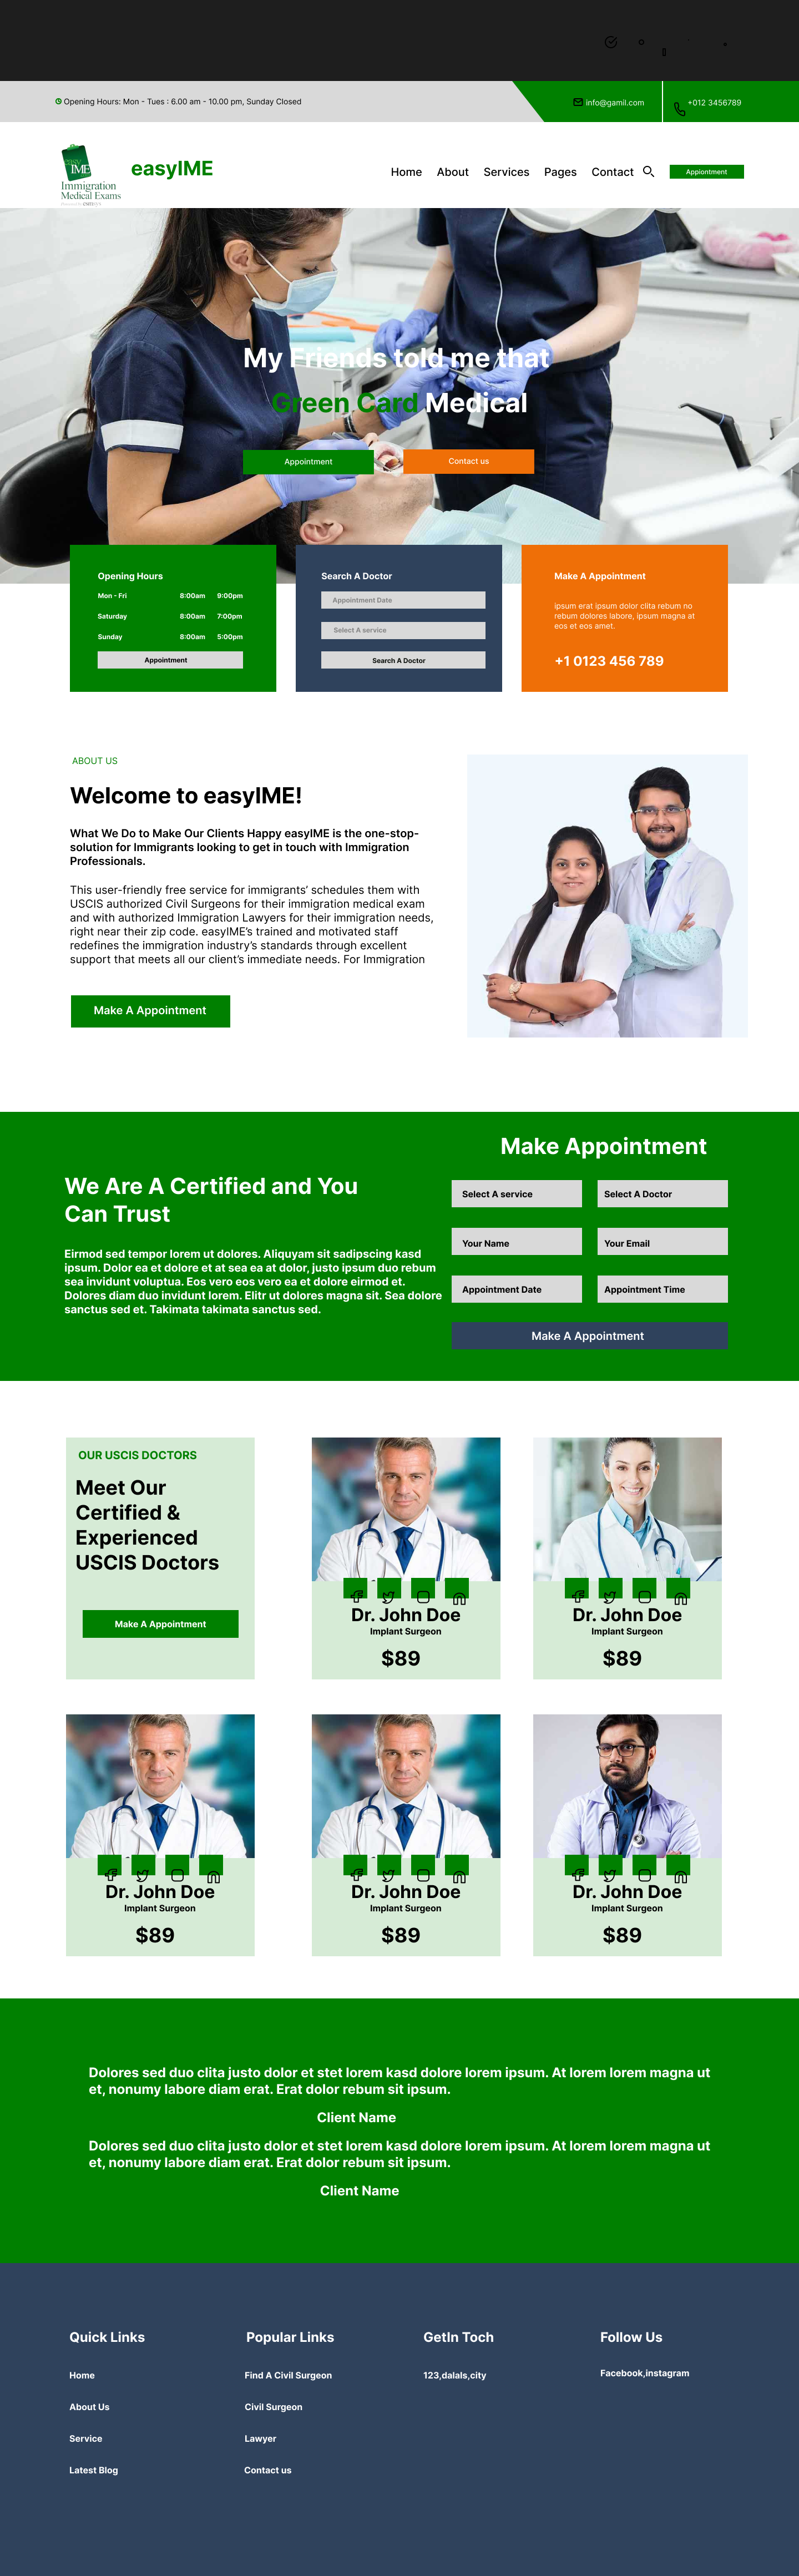 Opening Hours: Mon - Tues : 6.00 am - 10.00 pm, Sunday Closed
info@gamil.com
+012 3456789
easy
IME
Immigration
Medical Exams
easyIME
Home About Services Pages Contact
Appiontment
My Friends told me that
Green Card Medical
Appointment
Contact us
Opening Hours
Mon - Fri 8:00am 9:00pm
Saturday 8:00am 7:00pm
Sunday 8:00am 5:00pm
Appointment
Search A Doctor
Appointment Date
Select A service
Search A Doctor
Make A Appointment
ipsum erat ipsum dolor clita rebum no
rebum dolores labore, ipsum magna at
eos et eos amet.
+1 0123 456 789
ABOUT US
Welcome to easyIME!
What We Do to Make Our Clients Happy easyIME is the one-stop-
solution for Immigrants looking to get in touch with Immigration
Professionals.
This user-friendly free service for immigrants’ schedules them with
USCIS authorized Civil Surgeons for their immigration medical exam
and with authorized Immigration Lawyers for their immigration needs,
right near their zip code. easyIME’s trained and motivated staff
redefines the immigration industry’s standards through excellent
support that meets all our client’s immediate needs. For Immigration
Make A Appointment
We Are A Certified and You
Can Trust
Eirmod sed tempor lorem ut dolores. Aliquyam sit sadipscing kasd
ipsum. Dolor ea et dolore et at sea ea at dolor, justo ipsum duo rebum
sea invidunt voluptua. Eos vero eos vero ea et dolore eirmod et.
Dolores diam duo invidunt lorem. Elitr ut dolores magna sit. Sea dolore
sanctus sed et. Takimata takimata sanctus sed.
Make Appointment
Select A service
Select A Doctor
Your Name
Your Email
Appointment Date
Appointment Time
Make A Appointment
OUR USCIS DOCTORS
Meet Our
Certified &
Experienced
USCIS Doctors
Make A Appointment
Dr. John Doe
Implant Surgeon
$89
Dr. John Doe
Implant Surgeon
$89
Dr. John Doe
Implant Surgeon
$89
Dr. John Doe
Implant Surgeon
$89
Dr. John Doe
Implant Surgeon
$89
Dolores sed duo clita justo dolor et stet lorem kasd dolore lorem ipsum. At lorem lorem magna ut
et, nonumy labore diam erat. Erat dolor rebum sit ipsum.
Client Name
Dolores sed duo clita justo dolor et stet lorem kasd dolore lorem ipsum. At lorem lorem magna ut
et, nonumy labore diam erat. Erat dolor rebum sit ipsum.
Client Name
Quick Links
Home
About Us
Service
Latest Blog
Popular Links
Find A Civil Surgeon
Civil Surgeon
Lawyer
Contact us
GetIn Toch
123,dalals,city
Follow Us
Facebook,instagram